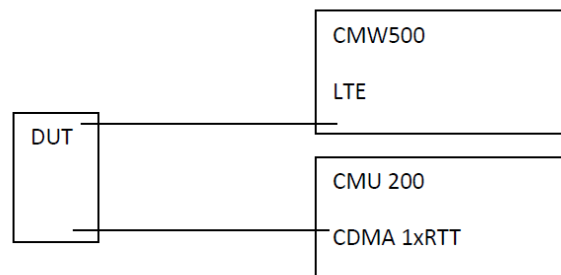 CMW500
LTE
DUT
CMU 200
CDMA 1xRTT